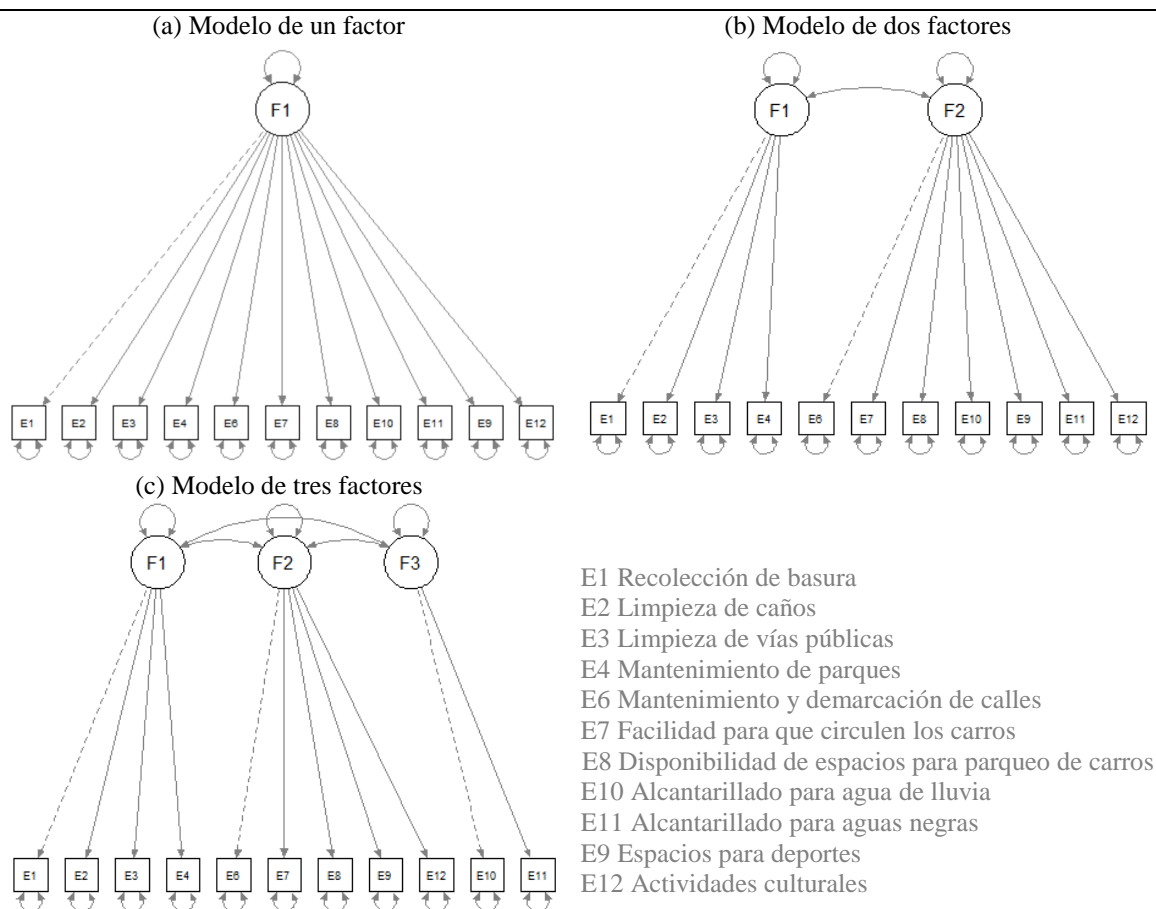 (a) Modelo de un factor
F1
E1 E2 E3 E4 E6 E7 E8 E10 E11 E9 E12
(b) Modelo de dos factores
F1 F2
E1 E2 E3 E4 E6 E7 E8 E10 E9 E11 E12
(c) Modelo de tres factores
F1 F2 F3
E1 E2 E3 E4 E6 E7 E8 E9 E12 E10 E11
E1 Recolección de basura
E2 Limpieza de caños
E3 Limpieza de vías públicas
E4 Mantenimiento de parques
E6 Mantenimiento y demarcación de calles
E7 Facilidad para que circulen los carros
E8 Disponibilidad de espacios para parqueo de carros
E10 Alcantarillado para agua de lluvia
E11 Alcantarillado para aguas negras
E9 Espacios para deportes
E12 Actividades culturales